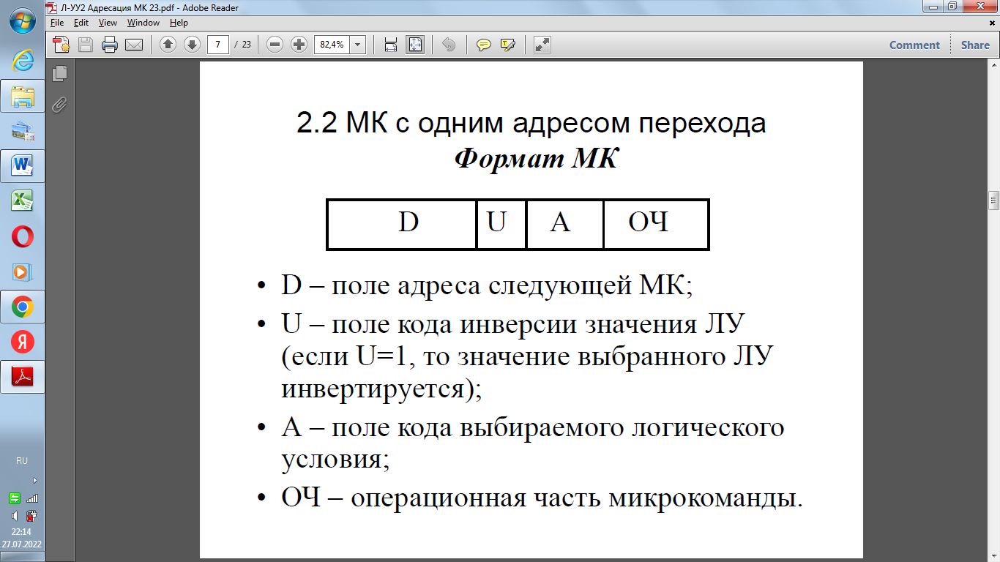 Л-УУ2 Адресация МК 23.pdf - Adobe Reader
File Edit View Window Help
7 / 23 82,4% Comment Share
2.2 МК с одним адресом перехода
Формат МК
D U A ОЧ
• D – поле адреса следующей МК;
• U – поле кода инверсии значения ЛУ
(если U=1, то значение выбранного ЛУ
инвертируется);
• A – поле кода выбираемого логического
условия;
• ОЧ – операционная часть микрокоманды.
RU
22:14
27.07.2022